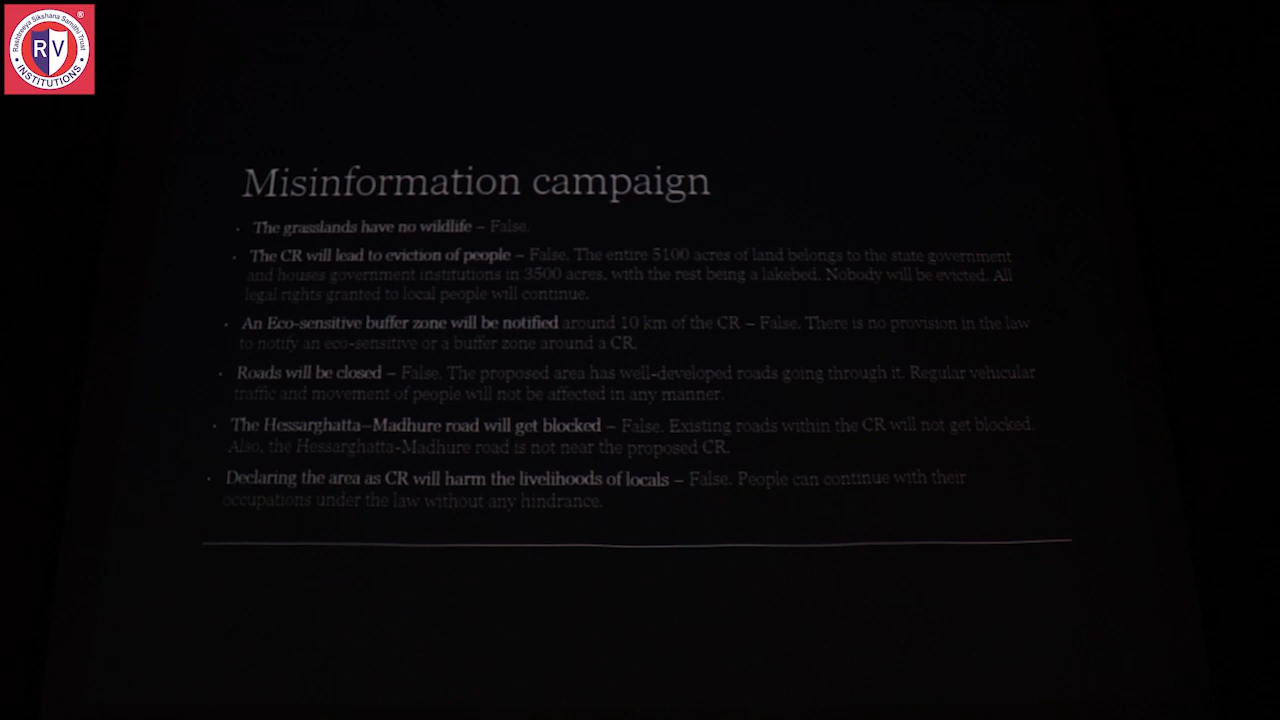 Rashtreeya Sikshana Samithi Trust
®
RV
INSTITUTIONS
Misinformation campaign
• The grasslands have no wildlife – False.
• The CR will lead to eviction of people – False. The entire 5100 acres of land belongs to the state government
and houses government institutions in 3500 acres, with the rest being a lakebed. Nobody will be evicted. All
legal rights granted to local people will continue.
• An Eco-sensitive buffer zone will be notified around 10 km of the CR – False. There is no provision in the law
to notify an eco-sensitive or a buffer zone around a CR.
• Roads will be closed – False. The proposed area has well-developed roads going through it. Regular vehicular
traffic and movement of people will not be affected in any manner.
• The Hessarghatta–Madhure road will get blocked – False. Existing roads within the CR will not get blocked.
Also, the Hessarghatta-Madhure road is not near the proposed CR.
• Declaring the area as CR will harm the livelihoods of locals – False. People can continue with their
occupations under the law without any hindrance.